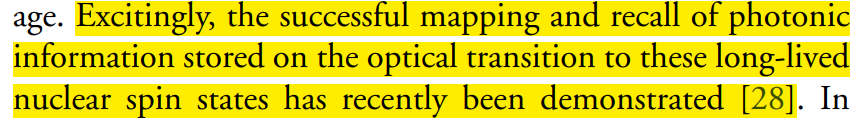 age. Excitingly, the successful mapping and recall of photonic
information stored on the optical transition to these long-lived
nuclear spin states has recently been demonstrated [28]. In